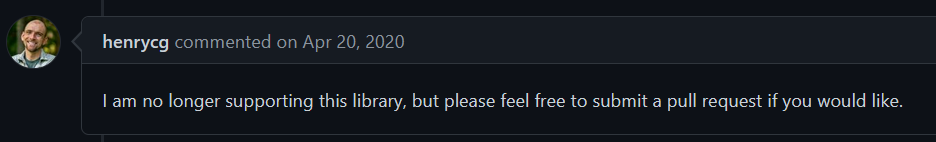 henrycg commented on Apr 20, 2020
I am no longer supporting this library, but please feel free to submit a pull request if you would like.